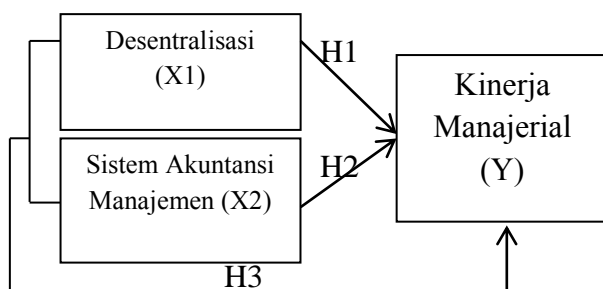 Desentralisasi
(X1)
H1
Kinerja
Manajerial
(Y)
Sistem Akuntansi
Manajemen (X2)
H2
H3